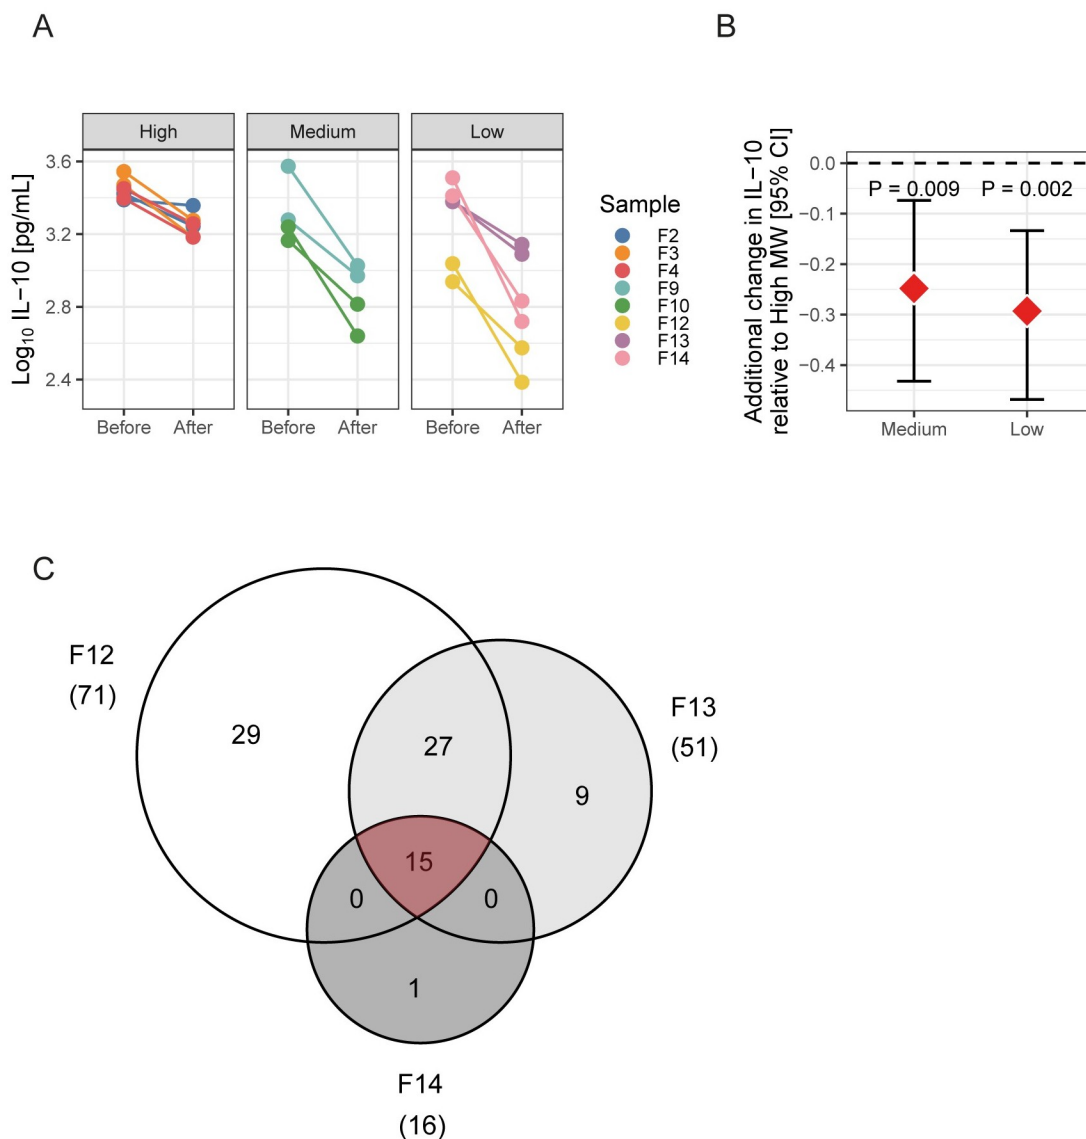 A
B
High
Medium
Low
3.6
3.2
2.8
2.4
Log₁₀ IL−10 [pg/mL]
Before
After
Before
After
Before
After
Sample
F2
F3
F4
F9
F10
F12
F13
F14
Additional change in IL−10
relative to High MW [95% CI]
0.0
−0.1
−0.2
−0.3
−0.4
P = 0.009
P = 0.002
Medium
Low
C
F12
(71)
29
27
F13
(51)
9
15
0
0
1
F14
(16)